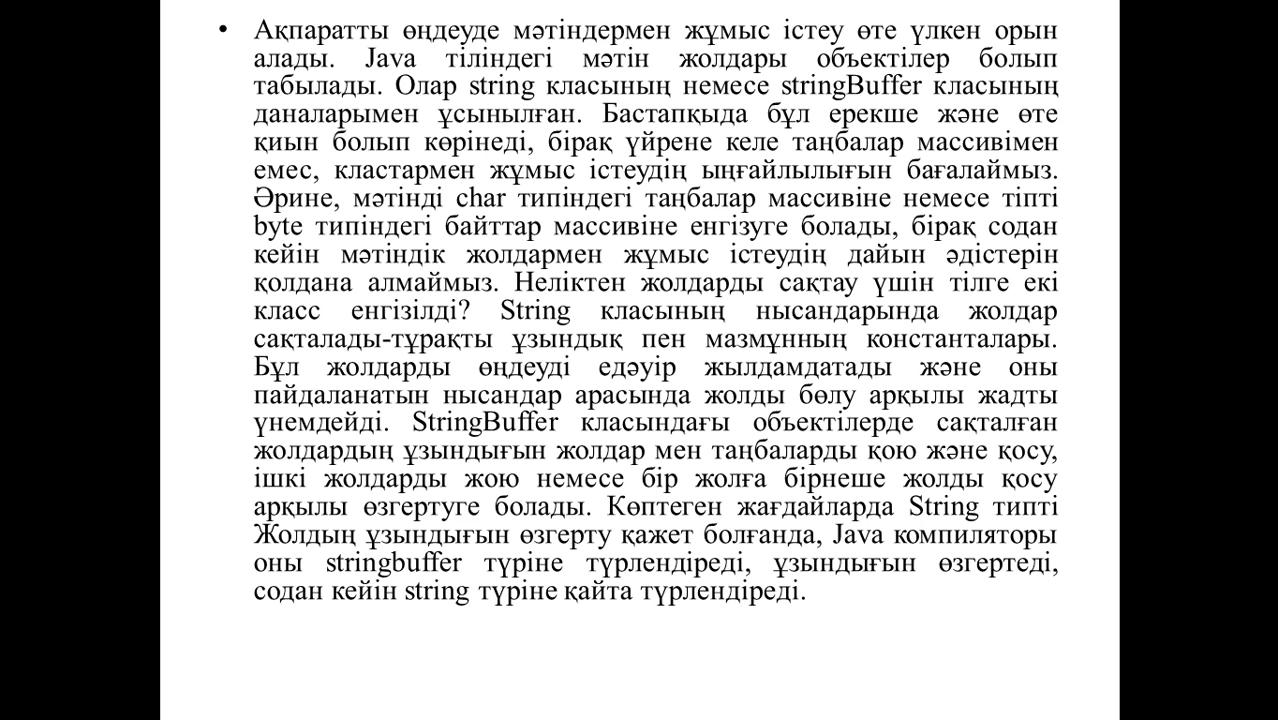 • Ақпаратты өңдеуде мәтіндермен жұмыс істеу өте үлкен орын
алады. Java тіліндегі мәтін жолдары объектілер болып
табылады. Олар string класының немесе stringBuffer класының
даналарымен ұсынылған. Бастапқыда бұл ерекше және өте
қиын болып көрінеді, бірақ үйрене келе таңбалар массивімен
емес, кластармен жұмыс істеудің ыңғайлылығын бағалаймыз.
Әрине, мәтінді char типіндегі таңбалар массивіне немесе тіпті
byte типіндегі байттар массивіне енгізуге болады, бірақ содан
кейін мәтіндік жолдармен жұмыс істеудің дайын әдістерін
қолдана алмаймыз. Неліктен жолдарды сақтау үшін тілге екі
класс енгізілді? String класының нысандарында жолдар
сақталады-тұрақты ұзындық пен мазмұнның константалары.
Бұл жолдарды өңдеуді едәуір жылдамдатады және оны
пайдаланатын нысандар арасында жолды бөлу арқылы жадты
үнемдейді. StringBuffer класындағы объектілерде сақталған
жолдардың ұзындығын жолдар мен таңбаларды қою және қосу,
ішкі жолдарды жою немесе бір жолға бірнеше жолды қосу
арқылы өзгертуге болады. Көптеген жағдайларда String типті
Жолдың ұзындығын өзгерту қажет болғанда, Java компиляторы
оны stringbuffer түріне түрлендіреді, ұзындығын өзгертеді,
содан кейін string түріне қайта түрлендіреді.